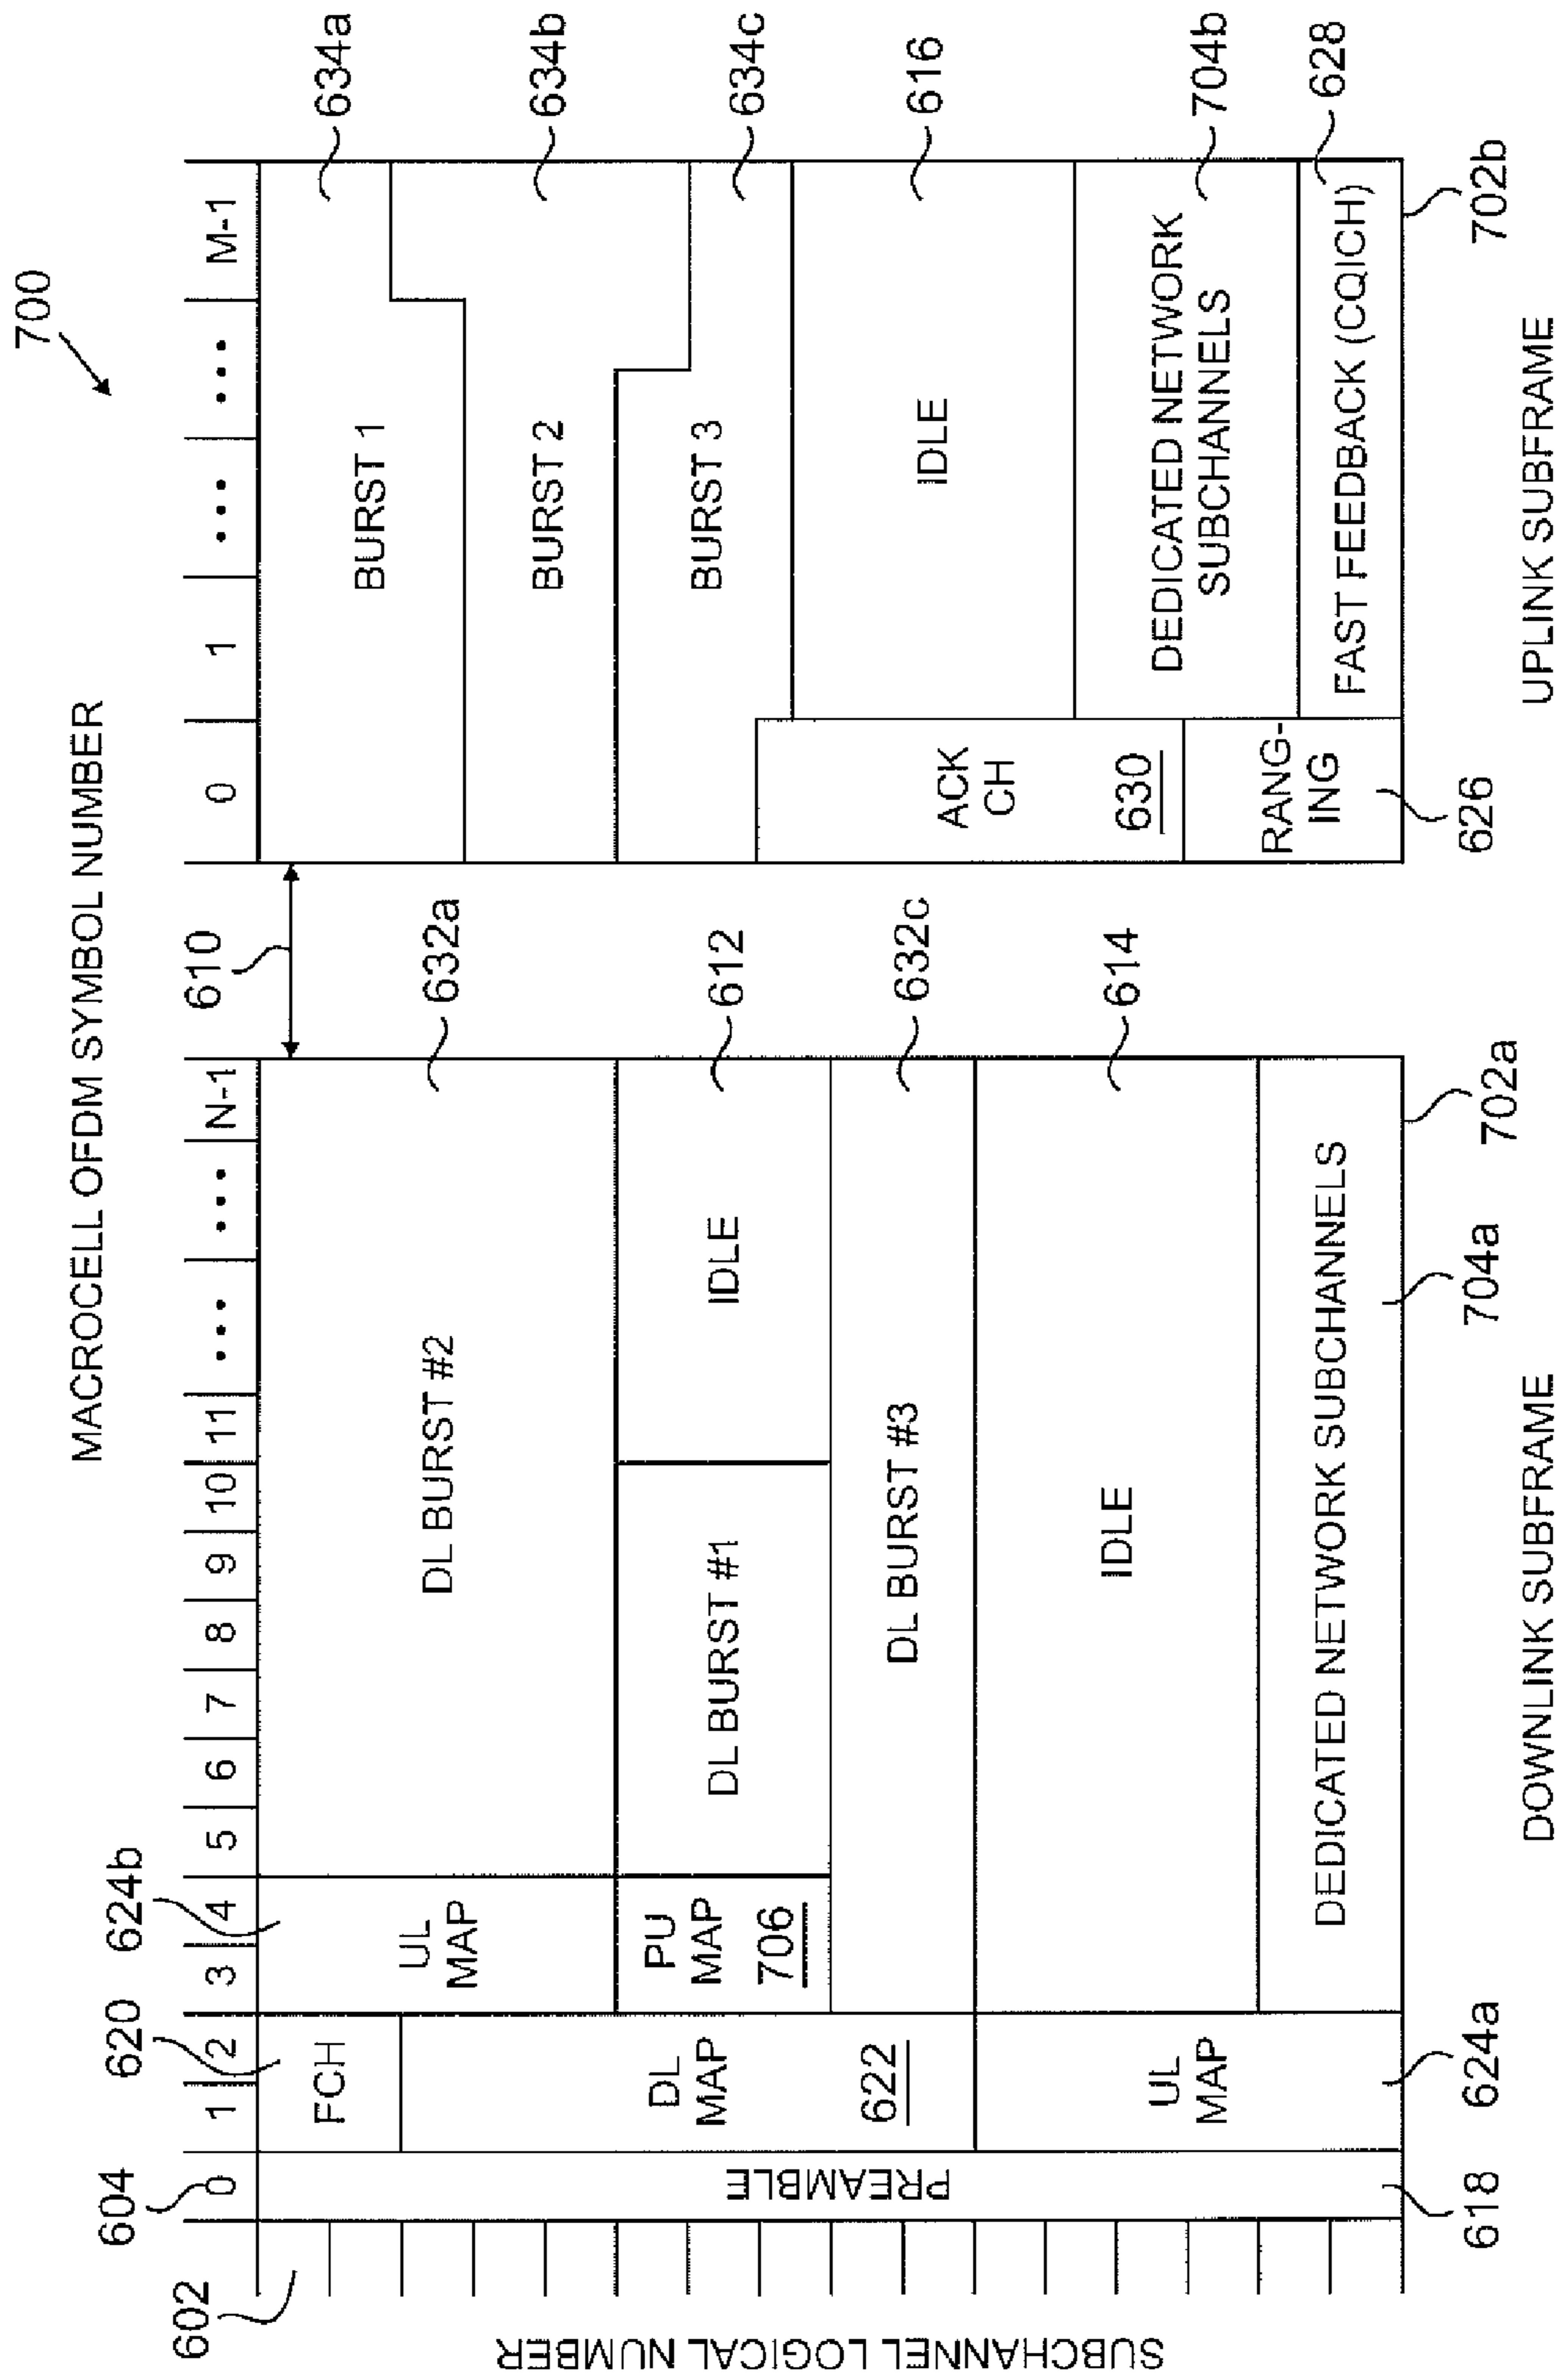 700
MACROCELL OFDM SYMBOL NUMBER
602
604
620
624b
610
0
1
2
3
4
5
6
7
8
9
10
11
•••
•••
N-1
0
1
•••
•••
M-1
SUBCHANNEL LOGICAL NUMBER
PREAMBLE
618
FCH
DL
MAP
622
UL
MAP
624a
UL
MAP
PU
MAP
706
DL BURST #2
632a
DL BURST #1
IDLE
612
DL BURST #3
632c
IDLE
614
DEDICATED NETWORK SUBCHANNELS
704a
702a
DOWNLINK SUBFRAME
BURST 1
634a
BURST 2
634b
BURST 3
634c
ACK
CH
630
IDLE
616
DEDICATED NETWORK
SUBCHANNELS
704b
RANG-
ING
626
FAST FEEDBACK (CQICH)
628
702b
UPLINK SUBFRAME